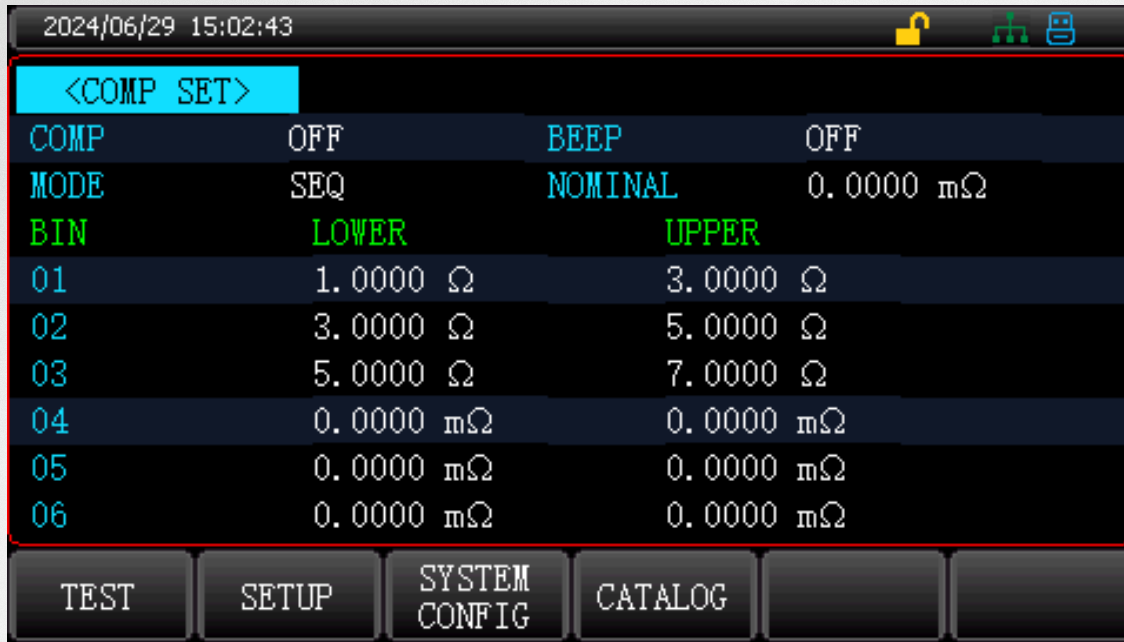 2024/06/29 15:02:43
<COMP SET>
COMP OFF BEEP OFF
MODE SEQ NOMINAL 0.0000 mΩ
BIN LOWER UPPER
01 1.0000 Ω 3.0000 Ω
02 3.0000 Ω 5.0000 Ω
03 5.0000 Ω 7.0000 Ω
04 0.0000 mΩ 0.0000 mΩ
05 0.0000 mΩ 0.0000 mΩ
06 0.0000 mΩ 0.0000 mΩ
TEST SETUP SYSTEM CONFIG CATALOG